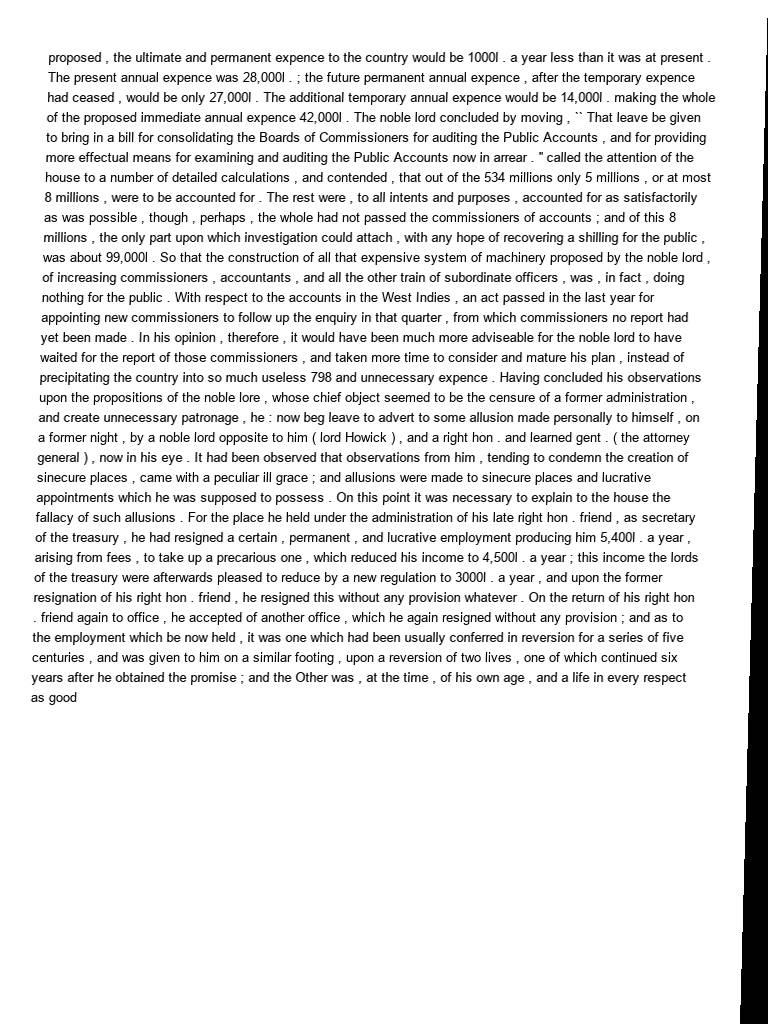 proposed , the ultimate and permanent expence to the country would be 1000l . a year less than it was at present .
The present annual expence was 28,000l . ; the future permanent annual expence , after the temporary expence
had ceased , would be only 27,000l . The additional temporary annual expence would be 14,000l . making the whole
of the proposed immediate annual expence 42,000l . The noble lord concluded by moving , `` That leave be given
to bring in a bill for consolidating the Boards of Commissioners for auditing the Public Accounts , and for providing
more effectual means for examining and auditing the Public Accounts now in arrear . " called the attention of the
house to a number of detailed calculations , and contended , that out of the 534 millions only 5 millions , or at most
8 millions , were to be accounted for . The rest were , to all intents and purposes , accounted for as satisfactorily
as was possible , though , perhaps , the whole had not passed the commissioners of accounts ; and of this 8
millions , the only part upon which investigation could attach , with any hope of recovering a shilling for the public ,
was about 99,000l . So that the construction of all that expensive system of machinery proposed by the noble lord ,
of increasing commissioners , accountants , and all the other train of subordinate officers , was , in fact , doing
nothing for the public . With respect to the accounts in the West Indies , an act passed in the last year for
appointing new commissioners to follow up the enquiry in that quarter , from which commissioners no report had
yet been made . In his opinion , therefore , it would have been much more adviseable for the noble lord to have
waited for the report of those commissioners , and taken more time to consider and mature his plan , instead of
precipitating the country into so much useless 798 and unnecessary expence . Having concluded his observations
upon the propositions of the noble lore , whose chief object seemed to be the censure of a former administration ,
and create unnecessary patronage , he : now beg leave to advert to some allusion made personally to himself , on
a former night , by a noble lord opposite to him ( lord Howick ) , and a right hon . and learned gent . ( the attorney
general ) , now in his eye . It had been observed that observations from him , tending to condemn the creation of
sinecure places , came with a peculiar ill grace ; and allusions were made to sinecure places and lucrative
appointments which he was supposed to possess . On this point it was necessary to explain to the house the
fallacy of such allusions . For the place he held under the administration of his late right hon . friend , as secretary
of the treasury , he had resigned a certain , permanent , and lucrative employment producing him 5,400l . a year ,
arising from fees , to take up a precarious one , which reduced his income to 4,500l . a year ; this income the lords
of the treasury were afterwards pleased to reduce by a new regulation to 3000l . a year , and upon the former
resignation of his right hon . friend , he resigned this without any provision whatever . On the return of his right hon
. friend again to office , he accepted of another office , which he again resigned without any provision ; and as to
the employment which be now held , it was one which had been usually conferred in reversion for a series of five
centuries , and was given to him on a similar footing , upon a reversion of two lives , one of which continued six
years after he obtained the promise ; and the Other was , at the time , of his own age , and a life in every respect
as good